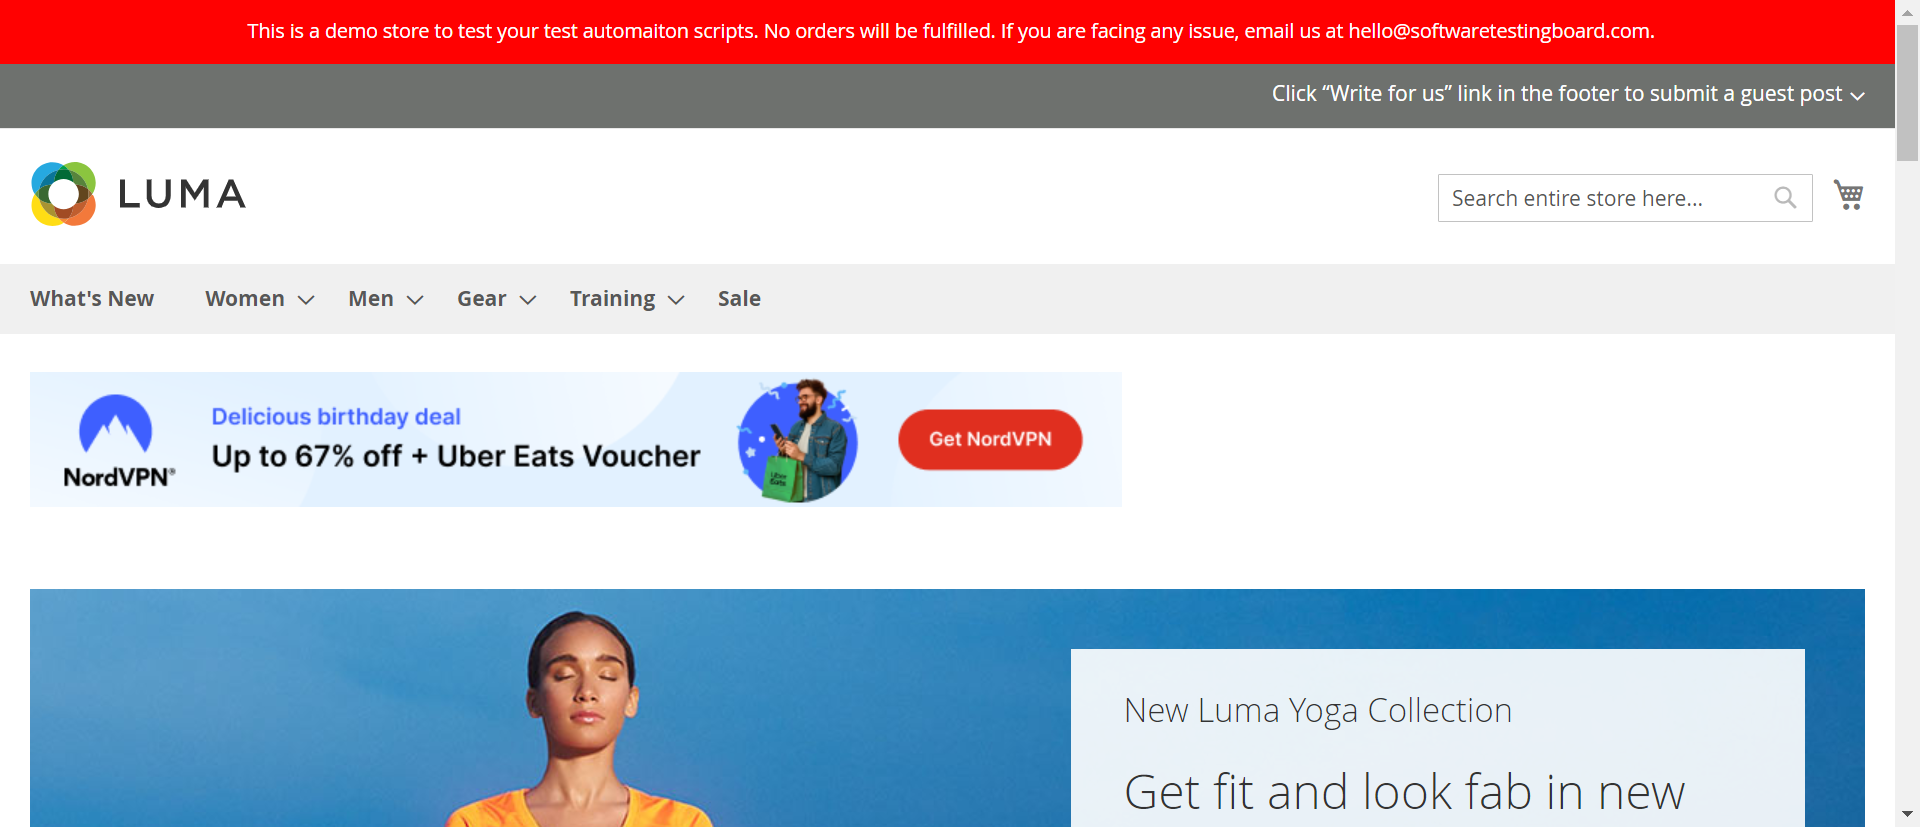 This is a demo store to test your test automaiton scripts. No orders will be fulfilled. If you are facing any issue, email us at hello@softwaretestingboard.com.
Click “Write for us” link in the footer to submit a guest post
LUMA
Search entire store here...
What's New Women Men Gear Training Sale
NordVPN®
Delicious birthday deal
Up to 67% off + Uber Eats Voucher
Uber
Eats
Get NordVPN
New Luma Yoga Collection
Get fit and look fab in new